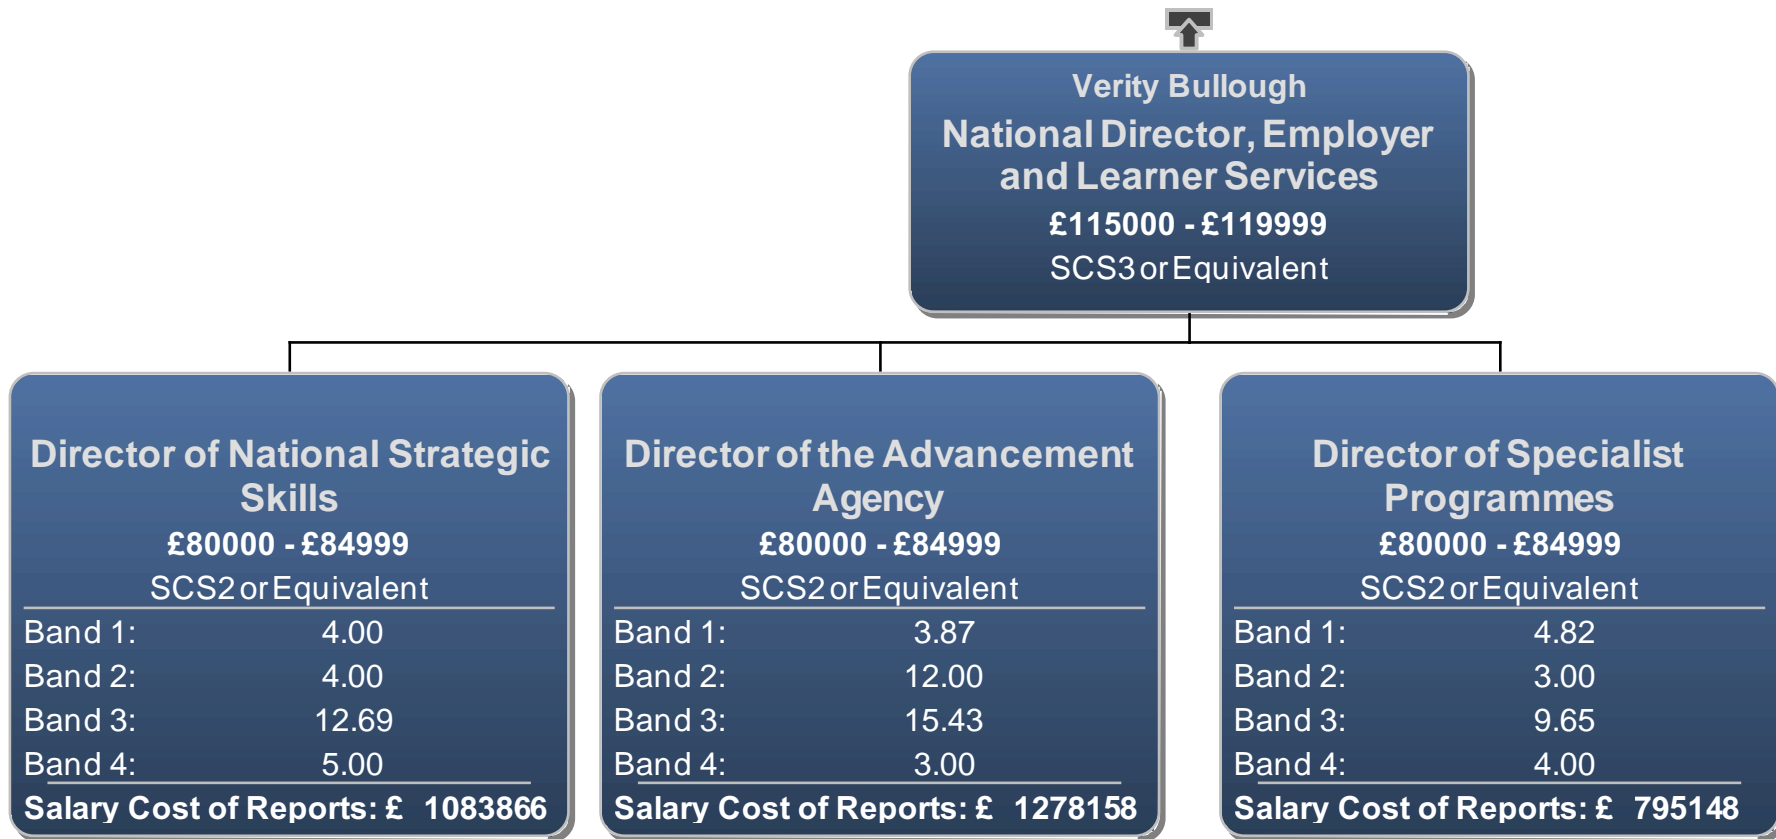 Verity Bullough
National Director, Employer
and Learner Services
£115000 - £119999
SCS3 or Equivalent
Director of National Strategic
Skills
£80000 - £84999
SCS2 or Equivalent
Band 1: 4.00
Band 2: 4.00
Band 3: 12.69
Band 4: 5.00
Salary Cost of Reports: £ 1083866
Director of the Advancement
Agency
£80000 - £84999
SCS2 or Equivalent
Band 1: 3.87
Band 2: 12.00
Band 3: 15.43
Band 4: 3.00
Salary Cost of Reports: £ 1278158
Director of Specialist
Programmes
£80000 - £84999
SCS2 or Equivalent
Band 1: 4.82
Band 2: 3.00
Band 3: 9.65
Band 4: 4.00
Salary Cost of Reports: £ 795148